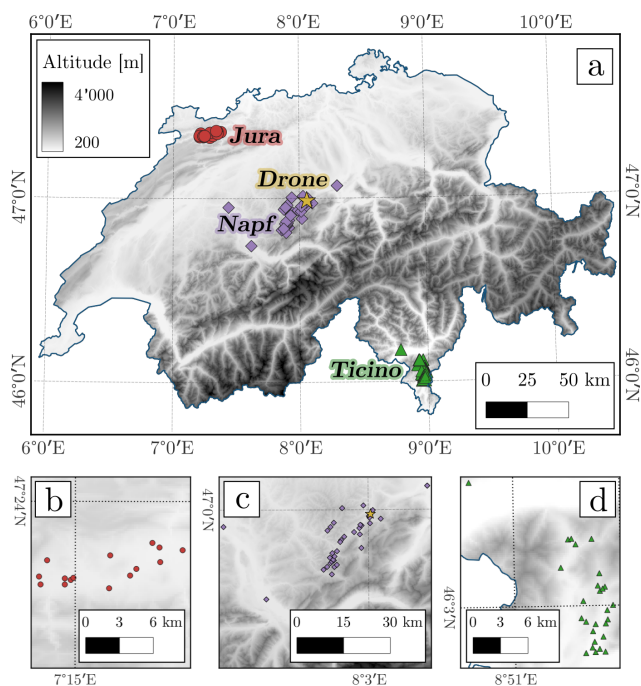 6°0′E 7°0′E 8°0′E 9°0′E 10°0′E
Altitude [m]
4’000
200
a
Jura
Drone
Napf
Ticino
47°0′N
47°0′N
46°0′N
46°0′N
0 25 50 km
6°0′E 7°0′E 8°0′E 9°0′E 10°0′E
b
47°24′N
0 3 6 km
7°15′E
c
47°0′N
0 15 30 km
8°3′E
d
46°3′N
0 3 6 km
8°51′E